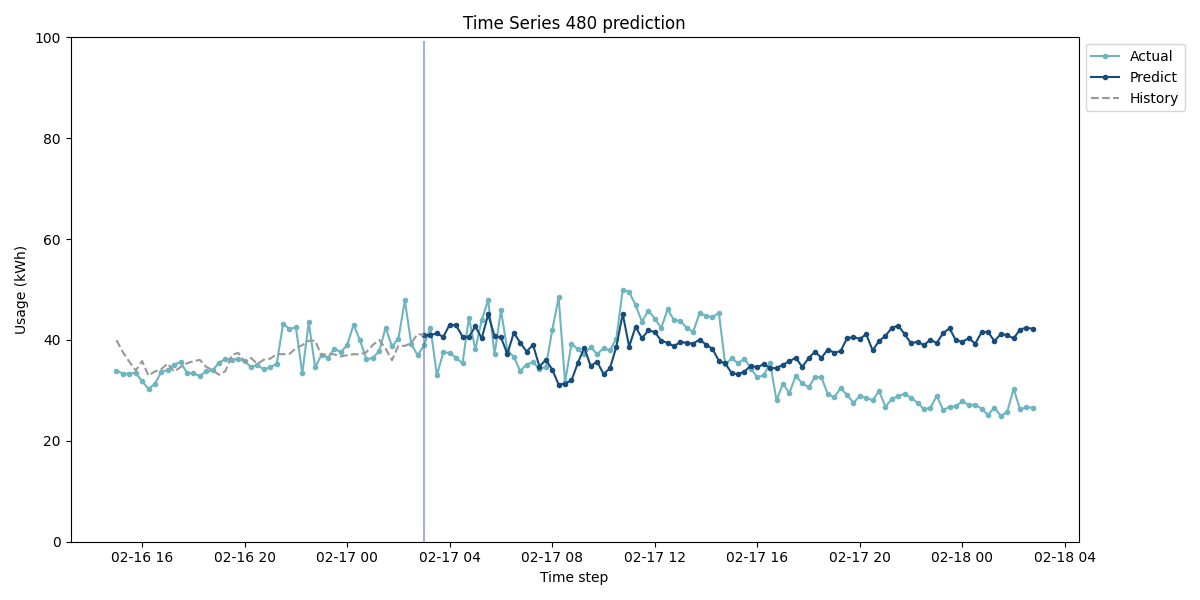 Time Series 480 prediction
100
80
60
40
20
0
Usage (kWh)
02-16 16
02-16 20
02-17 00
02-17 04
02-17 08
02-17 12
02-17 16
02-17 20
02-18 00
02-18 04
Time step
Actual
Predict
History